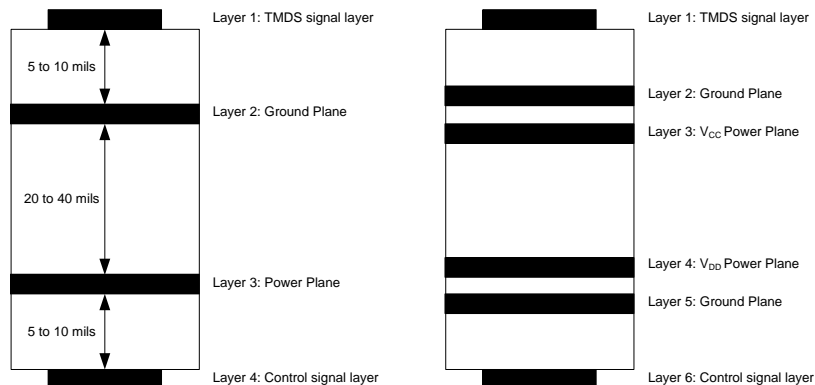 Layer 1: TMDS signal layer
5 to 10 mils
Layer 2: Ground Plane
20 to 40 mils
Layer 3: Power Plane
5 to 10 mils
Layer 4: Control signal layer
Layer 1: TMDS signal layer
Layer 2: Ground Plane
Layer 3: VCC Power Plane
Layer 4: VDD Power Plane
Layer 5: Ground Plane
Layer 6: Control signal layer